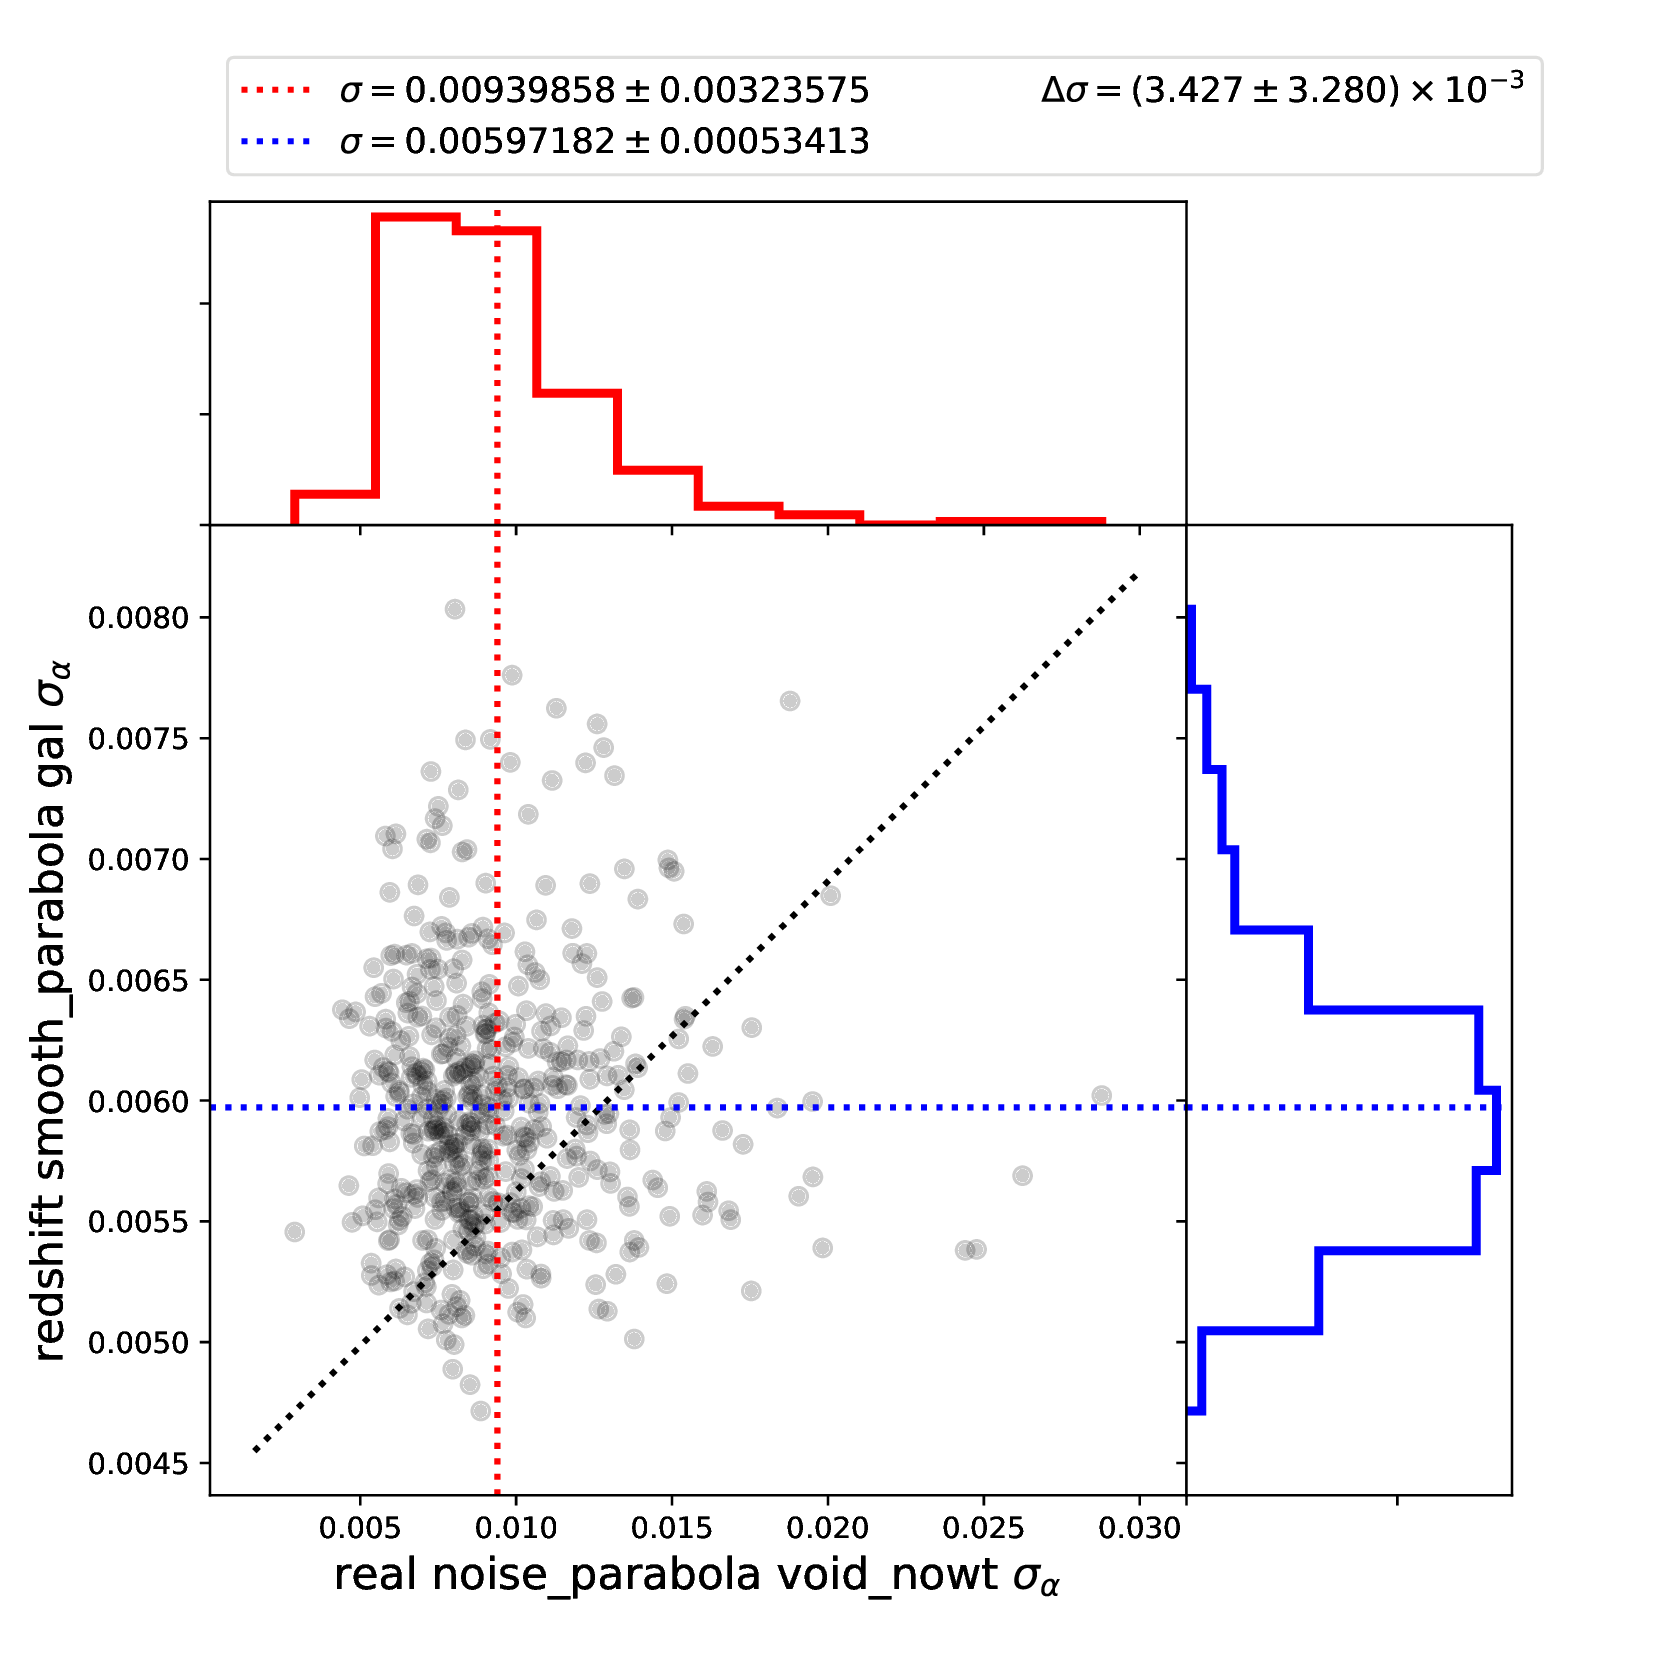 σ = 0.00939858 ± 0.00323575
σ = 0.00597182 ± 0.00053413
Δσ = (3.427 ± 3.280) × 10⁻³
0.0080
0.0075
0.0070
0.0065
0.0060
0.0055
0.0050
0.0045
redshift smooth_parabola gal σ_α
0.005 0.010 0.015 0.020 0.025 0.030
real noise_parabola void_nowt σ_α